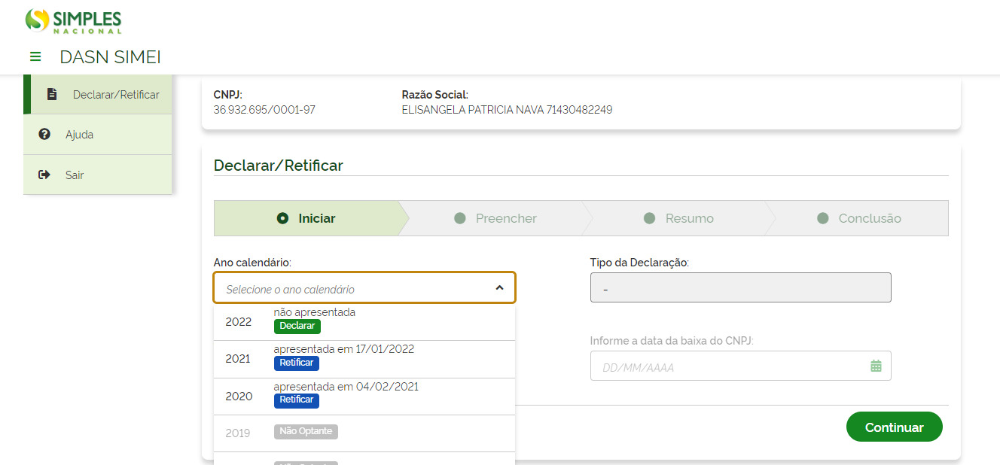 SIMPLES
NACIONAL
DASN SIMEI
Declarar/Retificar
Ajuda
Sair
CNPJ:
36.932.695/0001-97
Razão Social:
ELISANGELA PATRICIA NAVA 71430482249
Declarar/Retificar
Iniciar
Preencher
Resumo
Conclusão
Ano calendário:
Selecione o ano calendário
2022
não apresentada
Declarar
2021
apresentada em 17/01/2022
Retificar
2020
apresentada em 04/02/2021
Retificar
2019
Não Optante
Tipo da Declaração:
-
Informe a data da baixa do CNPJ:
DD/MM/AAAA
Continuar